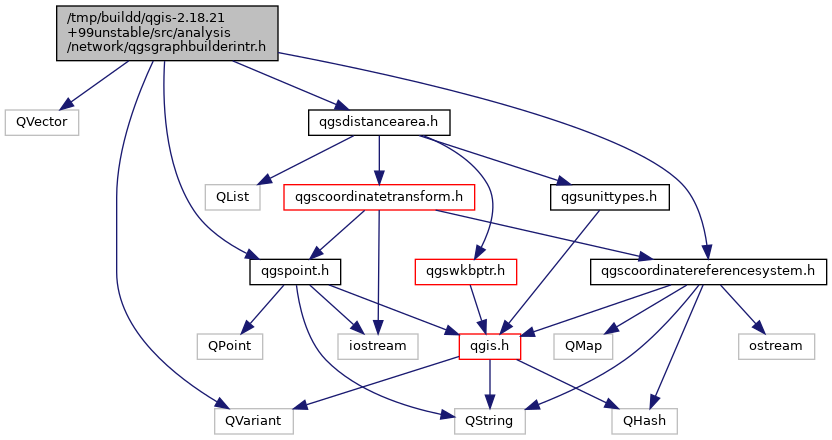 /tmp/buildd/qgis-2.18.21
+99unstable/src/analysis
/network/qgsgraphbuilderintr.h
QVector
qgsdistancearea.h
QList
qgscoordinatetransform.h
qgsunittypes.h
qgspoint.h
qgswkbptr.h
qgscoordinatereferencesystem.h
QPoint
iostream
qgis.h
QMap
ostream
QVariant
QString
QHash